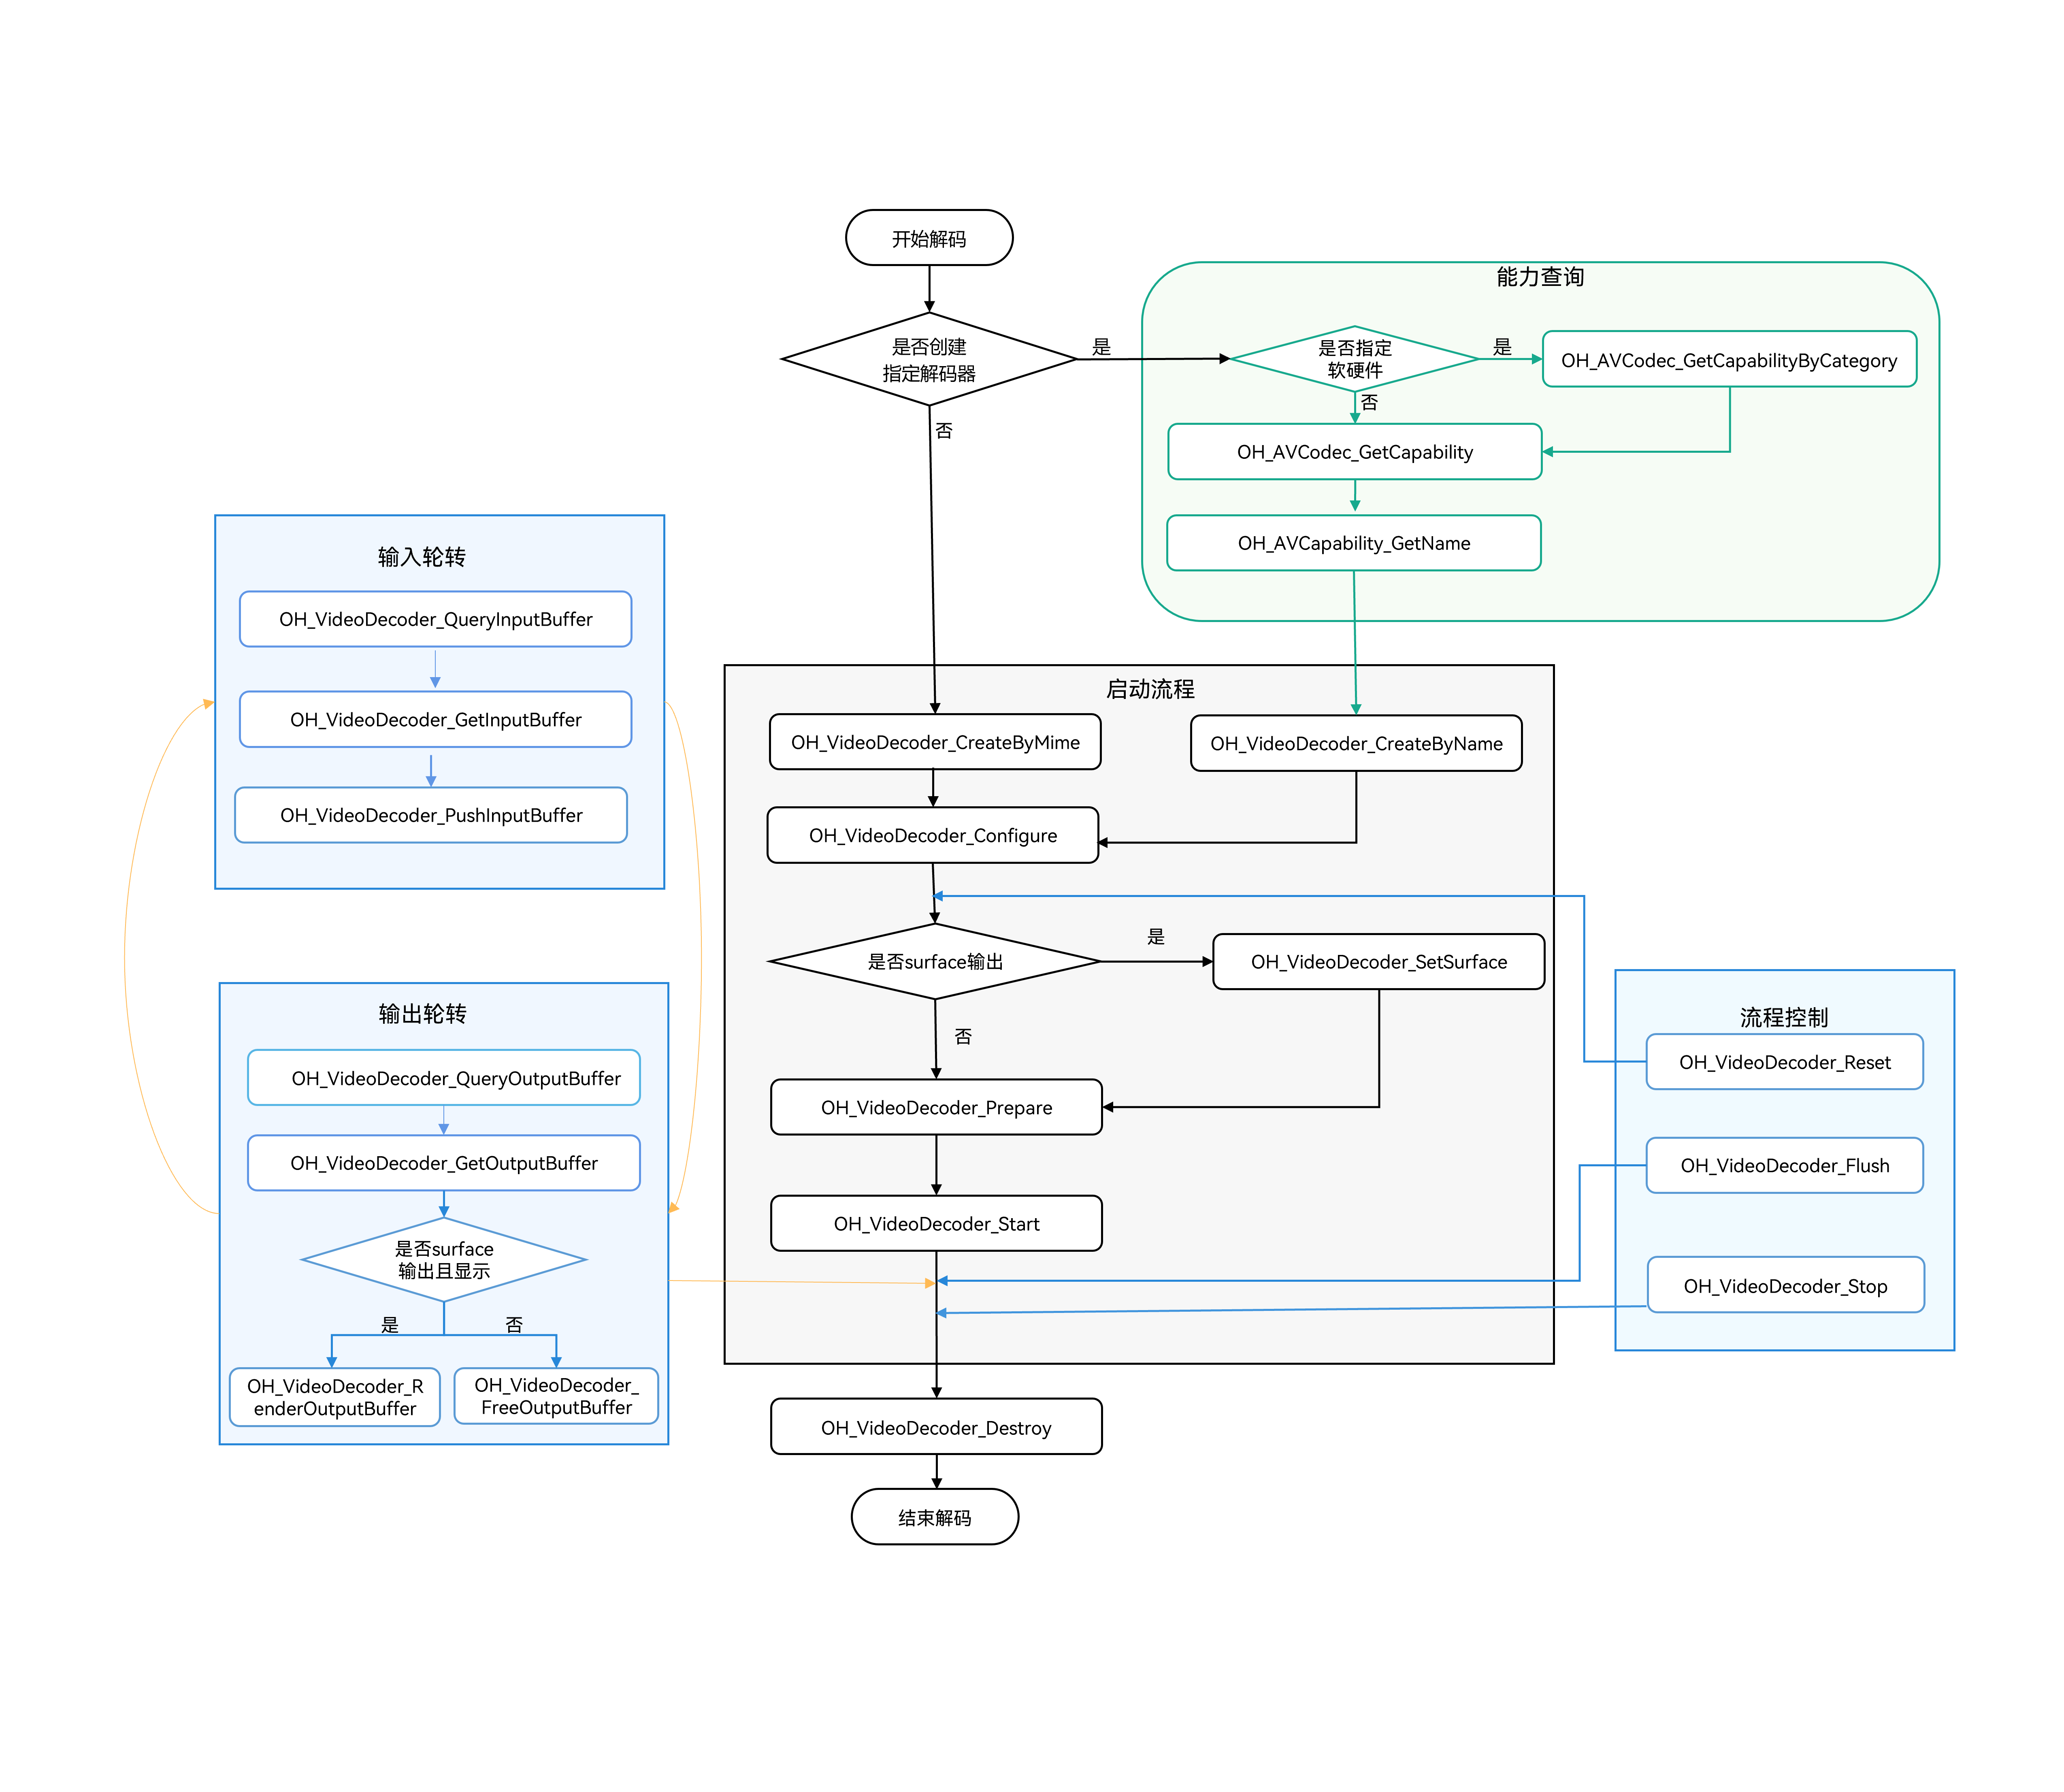 开始解码
是否创建
指定解码器
是
否
能力查询
是否指定
软硬件
是
OH_AVCodec_GetCapabilityByCategory
否
OH_AVCodec_GetCapability
OH_AVCapability_GetName
输入轮转
OH_VideoDecoder_QueryInputBuffer
OH_VideoDecoder_GetInputBuffer
OH_VideoDecoder_PushInputBuffer
启动流程
OH_VideoDecoder_CreateByMime
OH_VideoDecoder_CreateByName
OH_VideoDecoder_Configure
是否surface输出
是
OH_VideoDecoder_SetSurface
否
OH_VideoDecoder_Prepare
OH_VideoDecoder_Start
输出轮转
OH_VideoDecoder_QueryOutputBuffer
OH_VideoDecoder_GetOutputBuffer
是否surface
输出且显示
是
否
OH_VideoDecoder_R
enderOutputBuffer
OH_VideoDecoder_
FreeOutputBuffer
流程控制
OH_VideoDecoder_Reset
OH_VideoDecoder_Flush
OH_VideoDecoder_Stop
OH_VideoDecoder_Destroy
结束解码